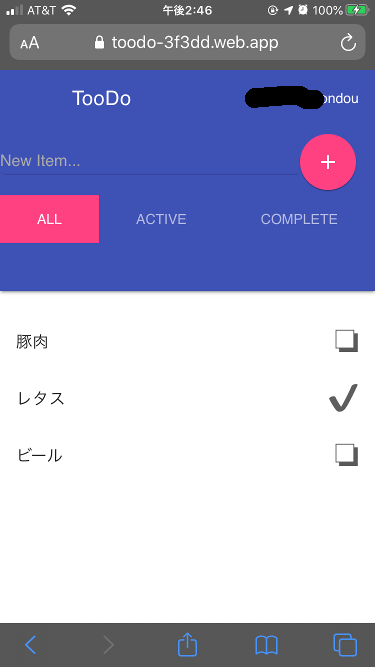 AT&T 午後2:46 100%
AA toodo-3f3dd.web.app
TooDo ondou
New Item...
ALL ACTIVE COMPLETE
豚肉
レタス
ビール